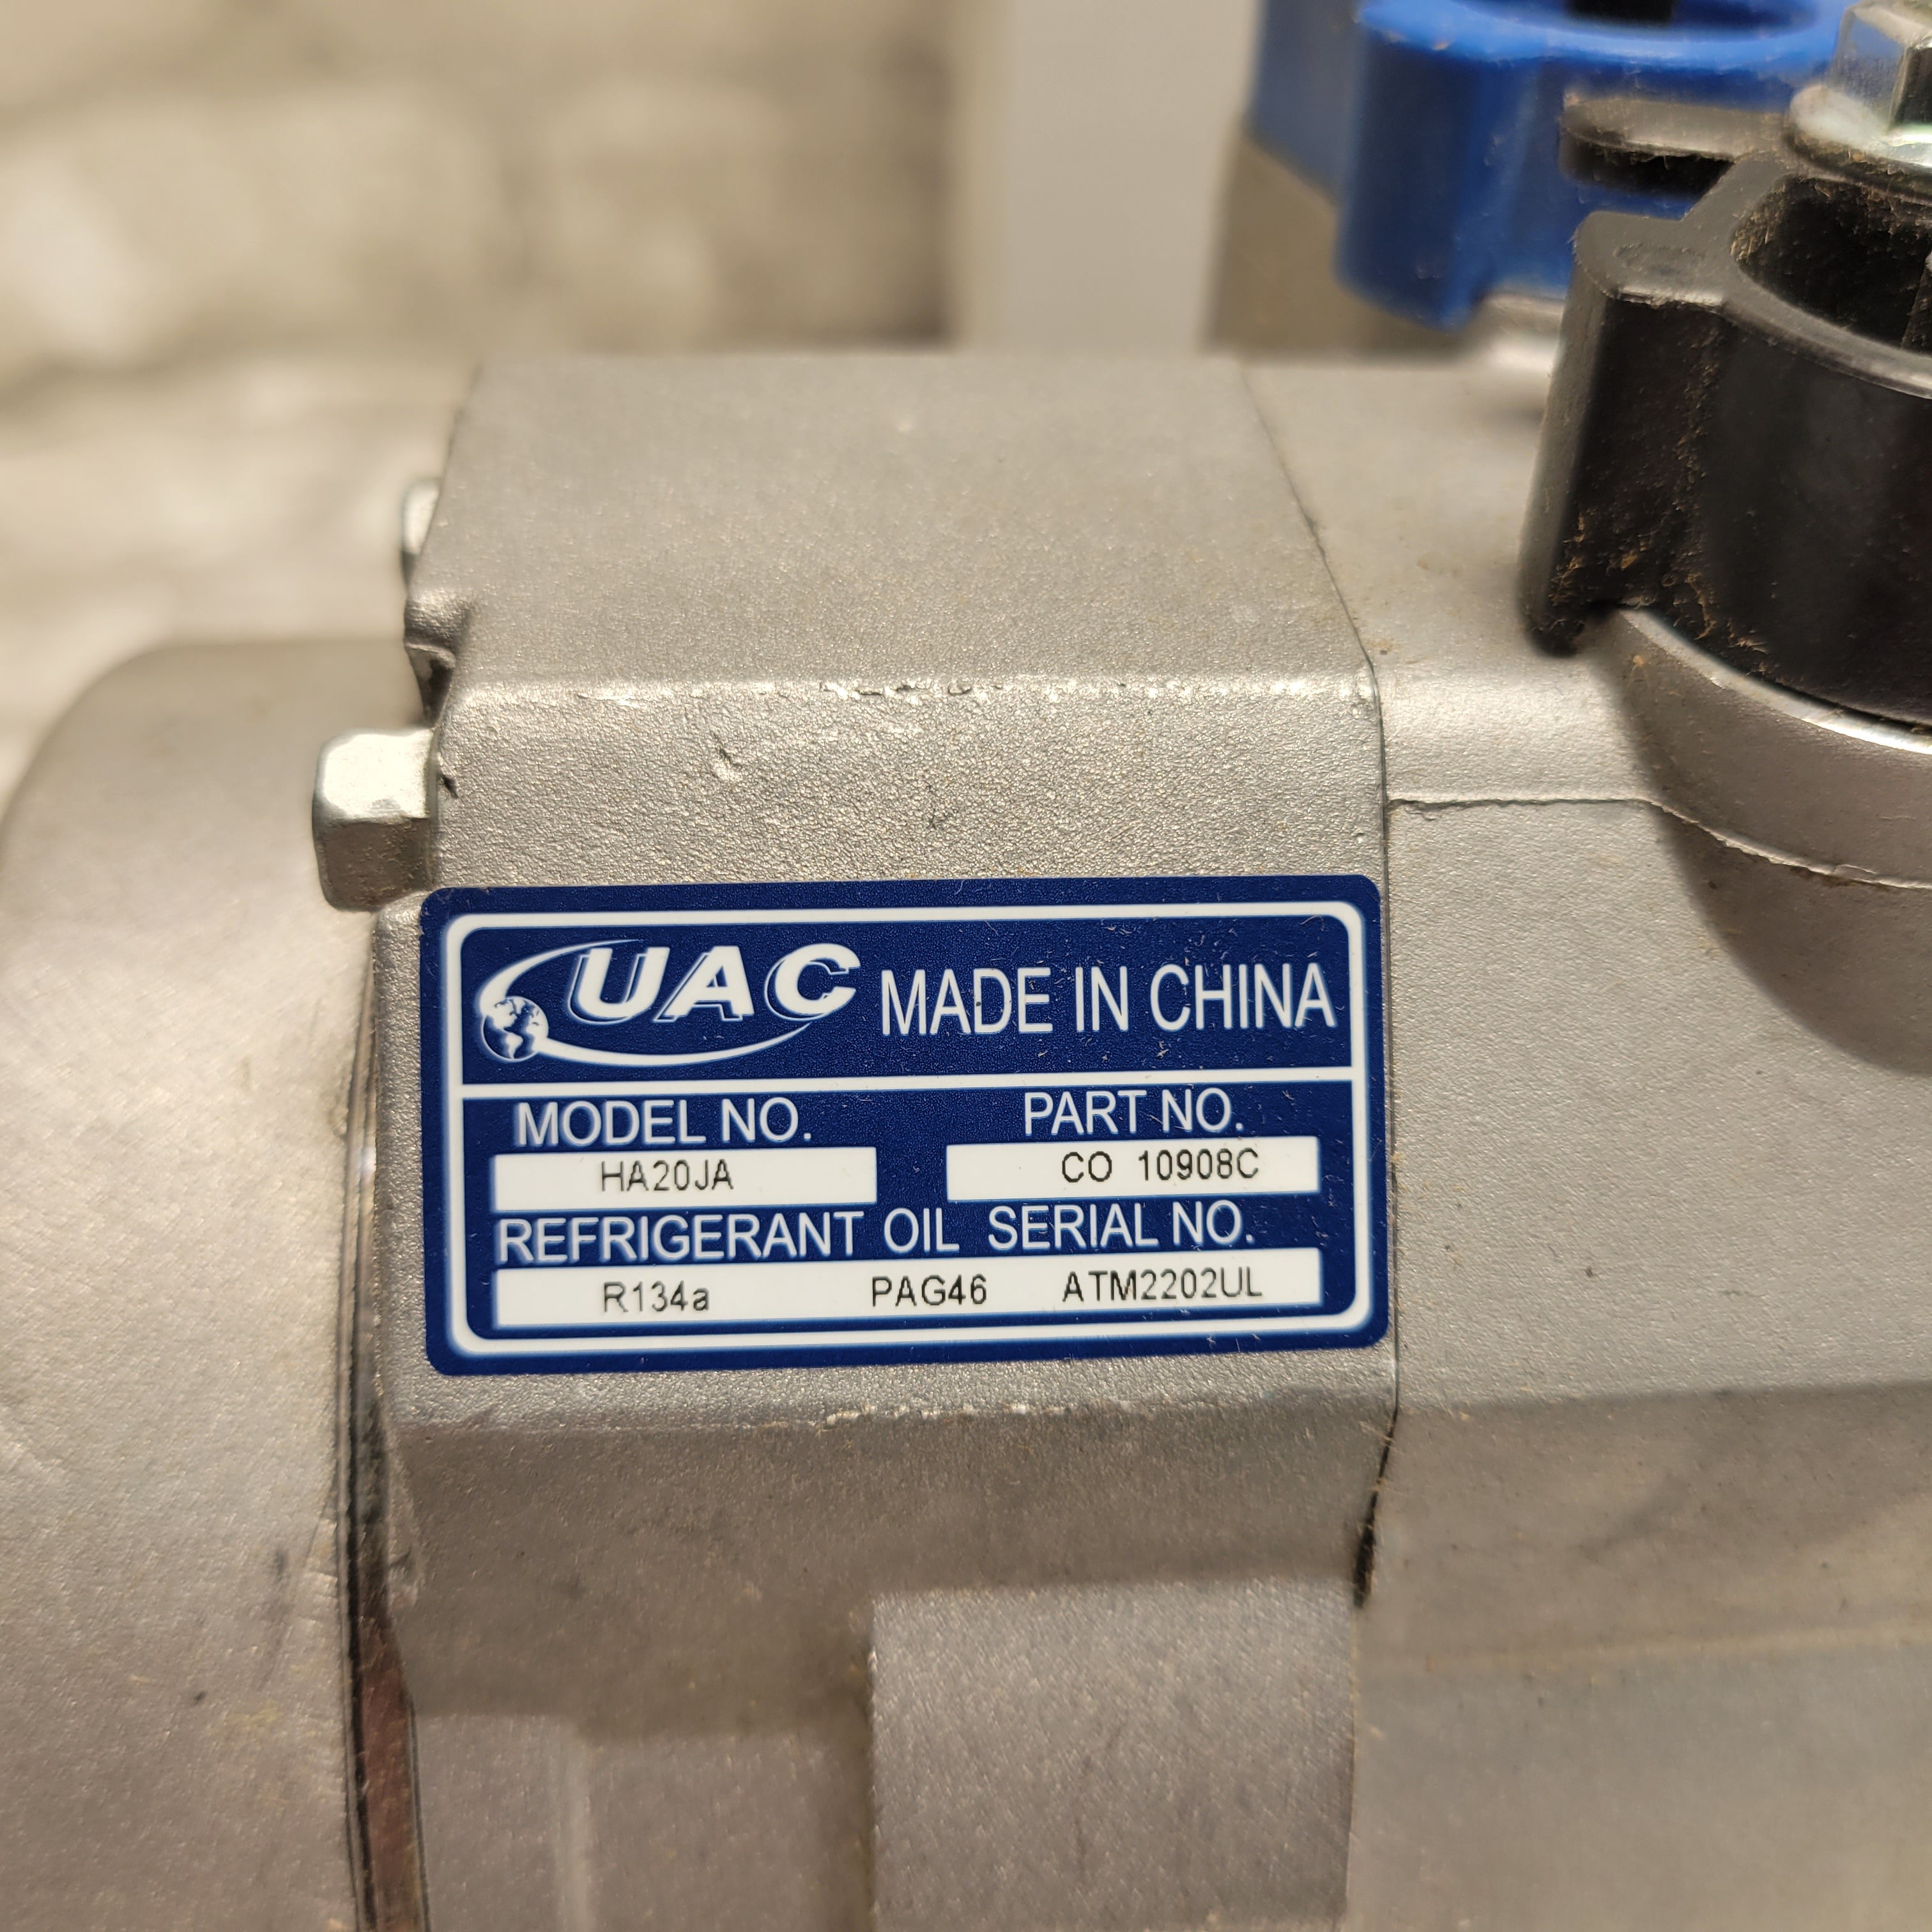 UAC MADE IN CHINA
MODEL NO. PART NO.
HA20JA CO 10908C
REFRIGERANT OIL SERIAL NO.
R134a PAG46 ATM2202UL